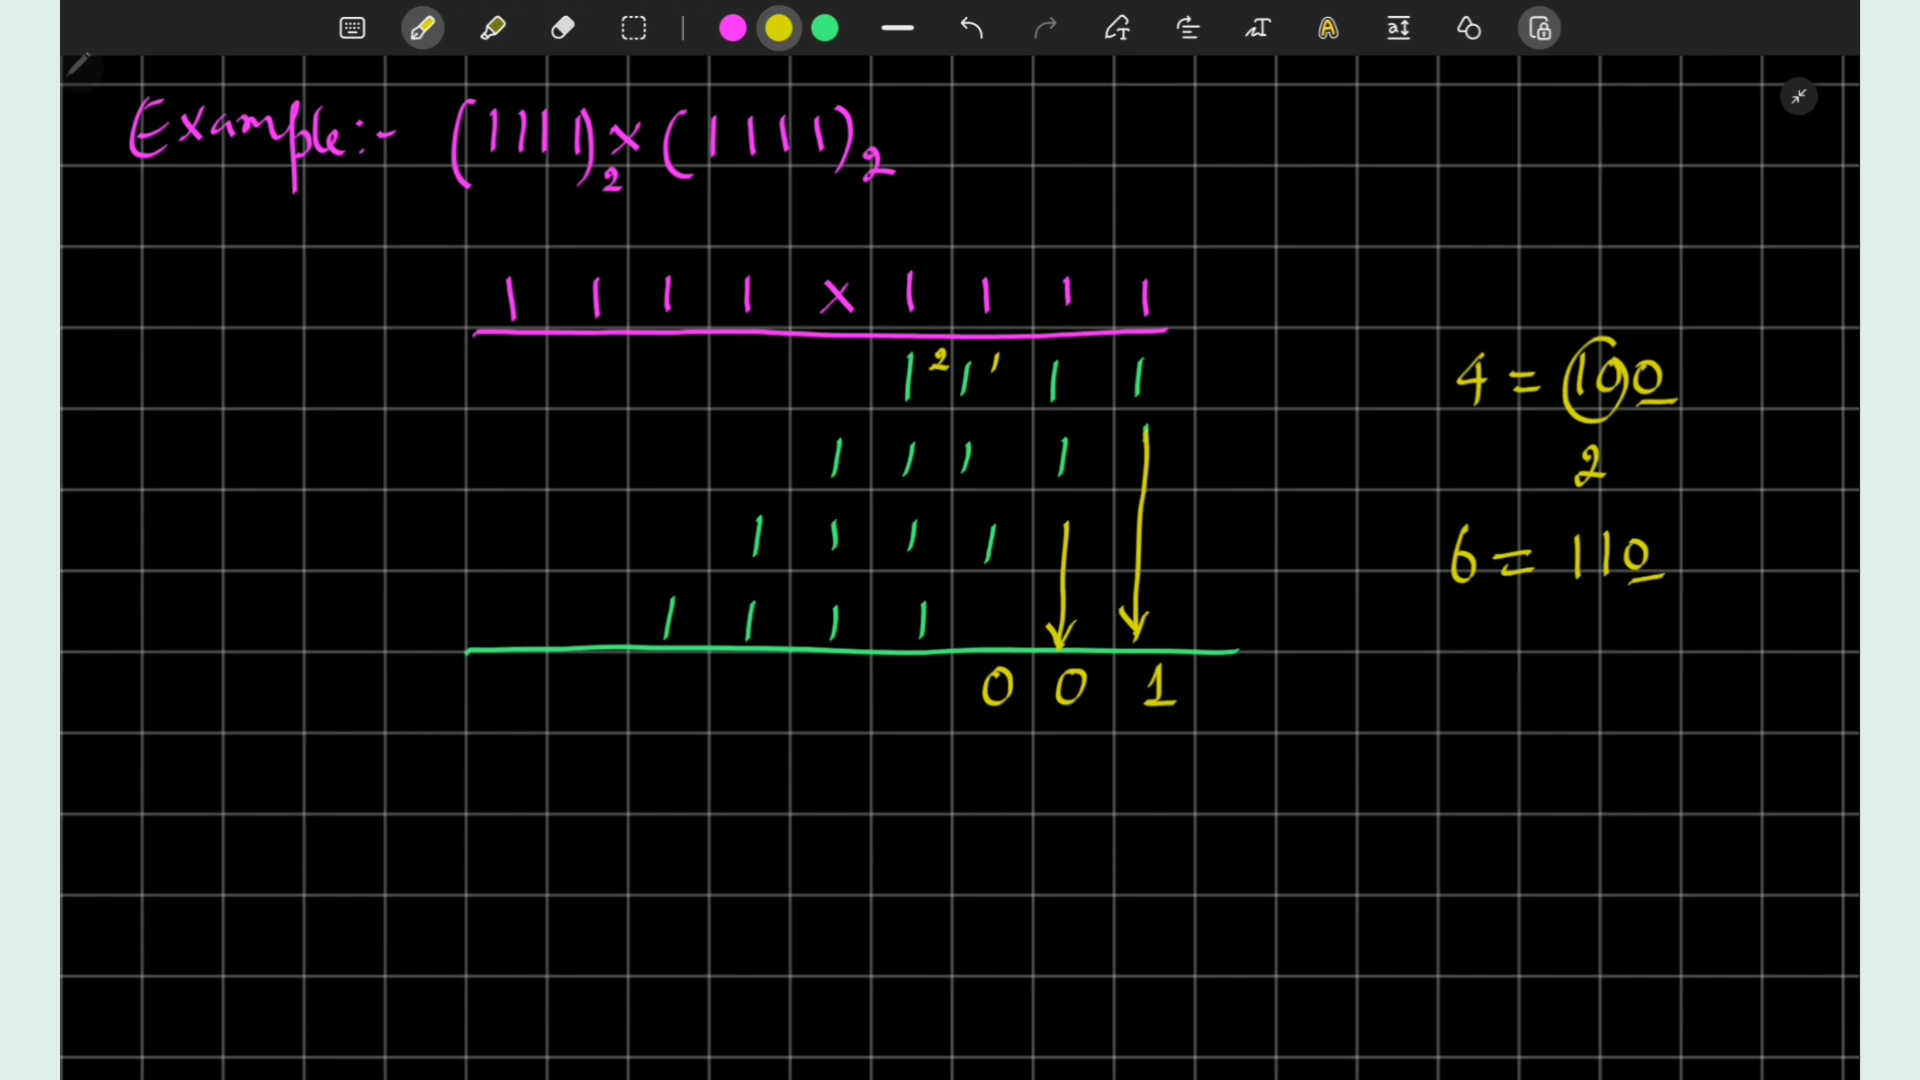 Example:- (1111)₂ × (1111)₂
1 1 1 1 × 1 1 1 1
1 ² 1 ¹ 1 1
1 1 1 1
1 1 1 1
1 1 1 1
0 0 1
4 = 100
2
6 = 110